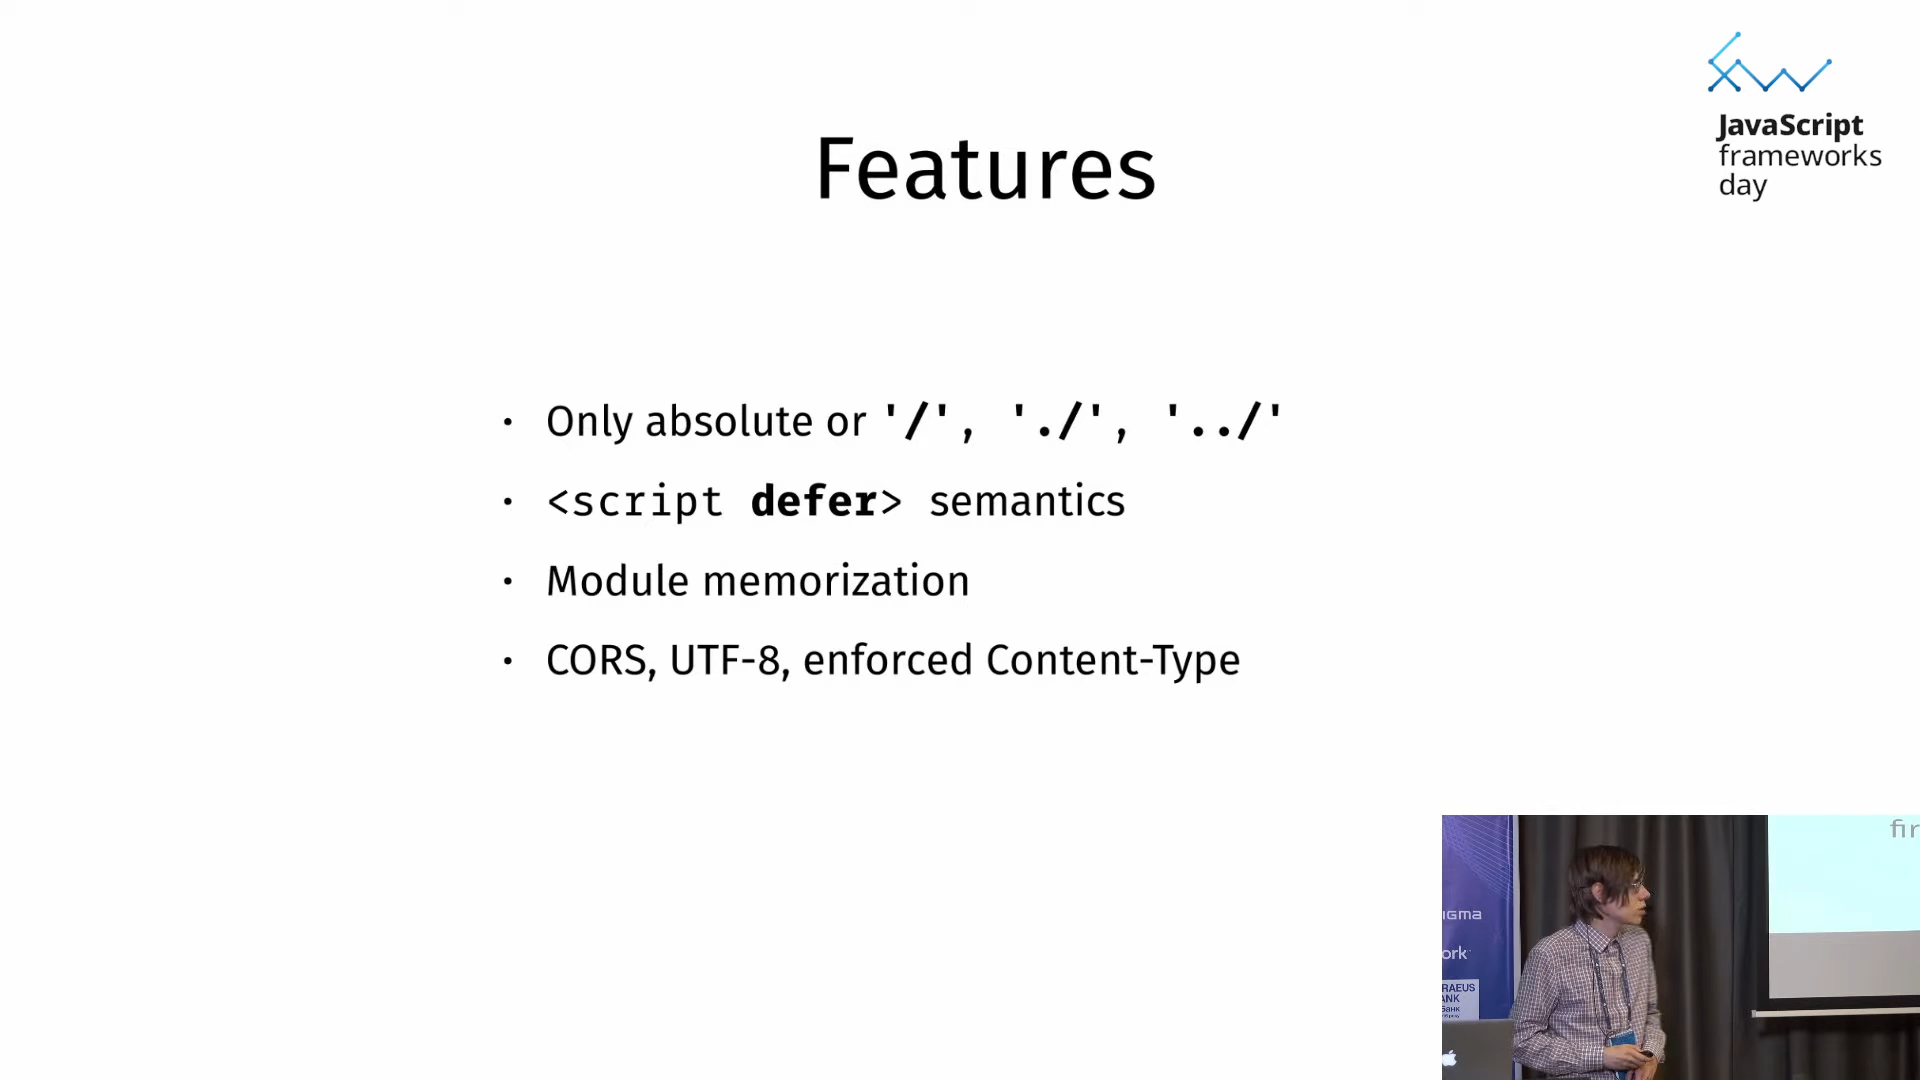 Features
JavaScript
frameworks
day
• Only absolute or '/', './', '../'
• <script defer> semantics
• Module memorization
• CORS, UTF-8, enforced Content-Type